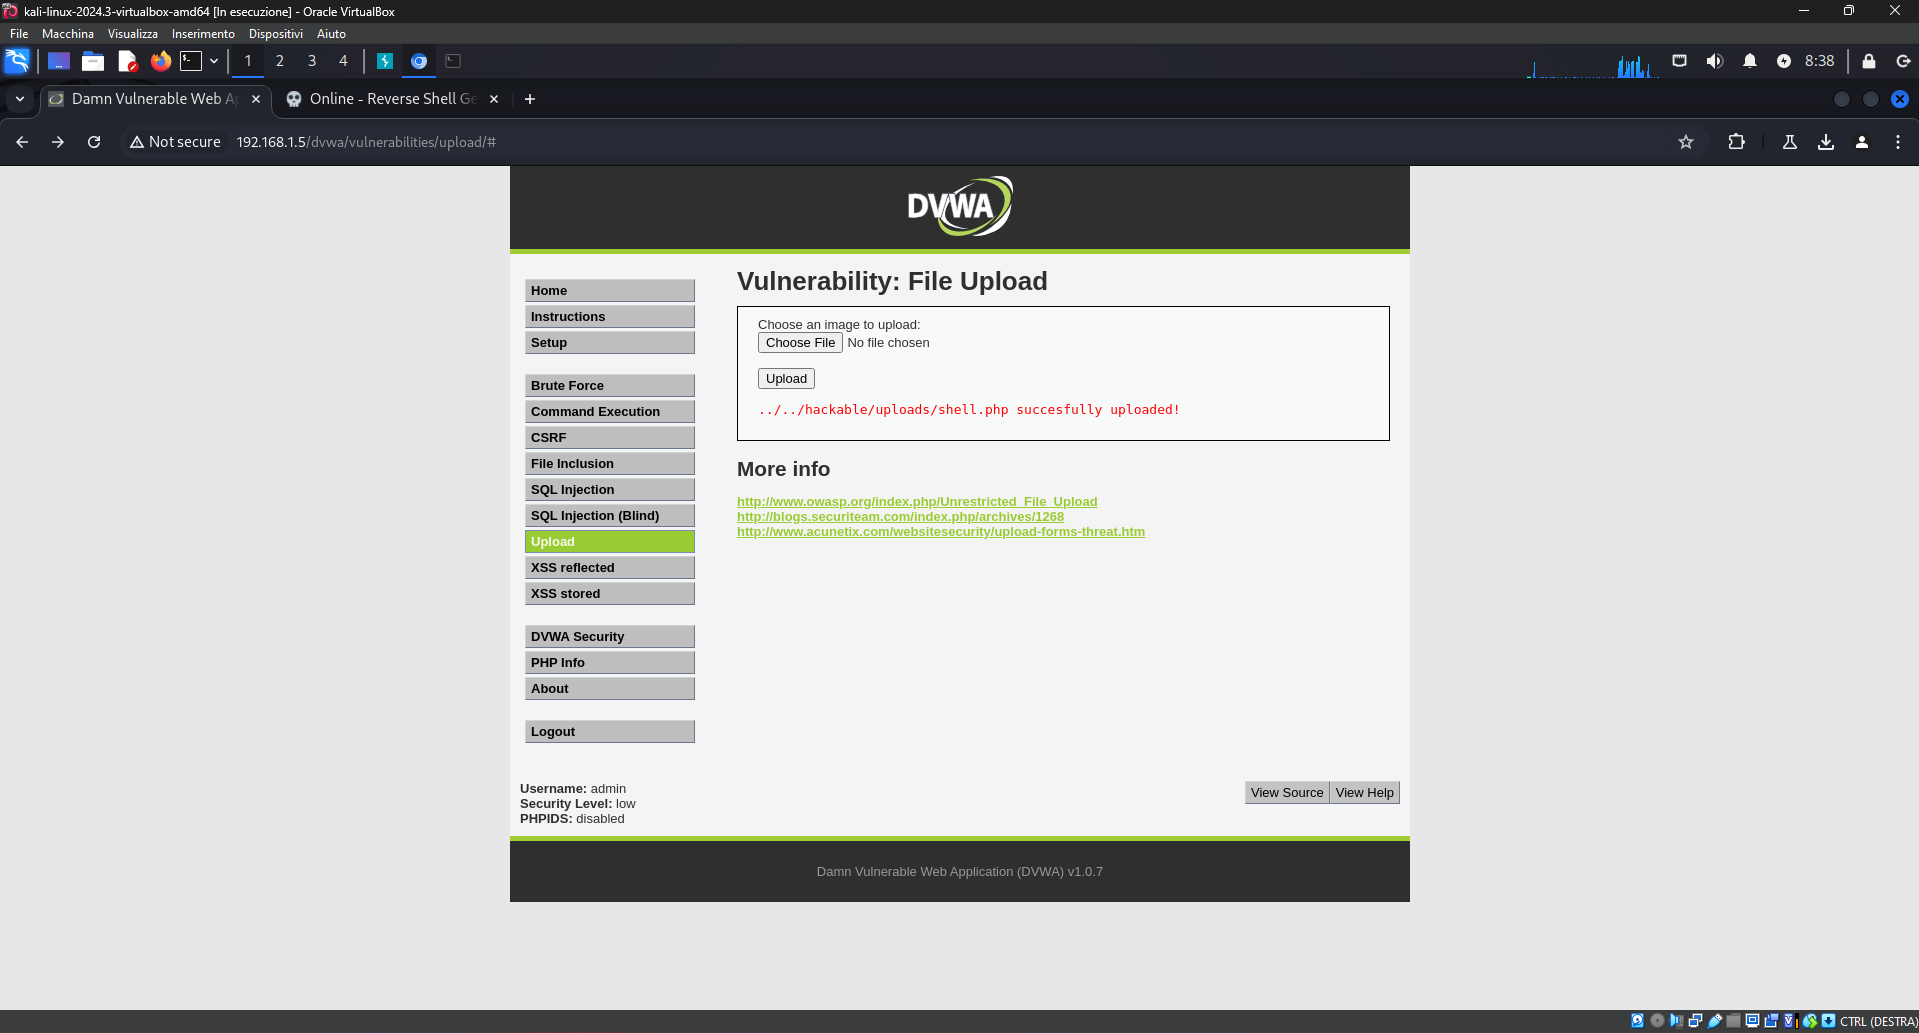 kali-linux-2024.3-virtualbox-amd64 [In esecuzione] - Oracle VirtualBox
File Macchina Visualizza Inserimento Dispositivi Aiuto
1 2 3 4 8:38
Damn Vulnerable Web Ap Online - Reverse Shell Ge
Not secure 192.168.1.5/dvwa/vulnerabilities/upload/#
DVWA
Home
Instructions
Setup
Brute Force
Command Execution
CSRF
File Inclusion
SQL Injection
SQL Injection (Blind)
Upload
XSS reflected
XSS stored
DVWA Security
PHP Info
About
Logout
Vulnerability: File Upload
Choose an image to upload:
Choose File No file chosen
Upload
../../hackable/uploads/shell.php succesfully uploaded!
More info
http://www.owasp.org/index.php/Unrestricted_File_Upload
http://blogs.securiteam.com/index.php/archives/1268
http://www.acunetix.com/websitesecurity/upload-forms-threat.htm
Username: admin
Security Level: low
PHPIDS: disabled
View Source View Help
Damn Vulnerable Web Application (DVWA) v1.0.7
CTRL (DESTRA)